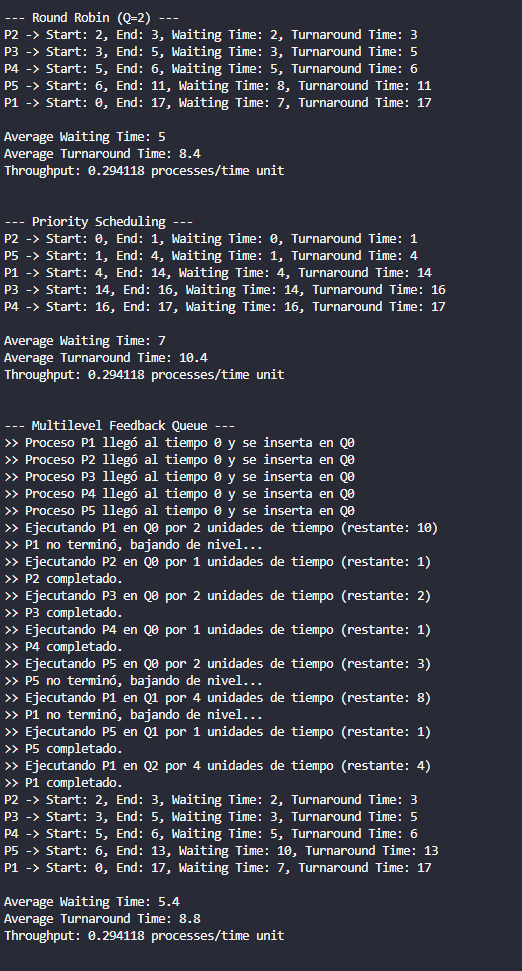 --- Round Robin (Q=2) ---
P2 -> Start: 2, End: 3, Waiting Time: 2, Turnaround Time: 3
P3 -> Start: 3, End: 5, Waiting Time: 3, Turnaround Time: 5
P4 -> Start: 5, End: 6, Waiting Time: 5, Turnaround Time: 6
P5 -> Start: 6, End: 11, Waiting Time: 8, Turnaround Time: 11
P1 -> Start: 0, End: 17, Waiting Time: 7, Turnaround Time: 17
Average Waiting Time: 5
Average Turnaround Time: 8.4
Throughput: 0.294118 processes/time unit
--- Priority Scheduling ---
P2 -> Start: 0, End: 1, Waiting Time: 0, Turnaround Time: 1
P5 -> Start: 1, End: 4, Waiting Time: 1, Turnaround Time: 4
P1 -> Start: 4, End: 14, Waiting Time: 4, Turnaround Time: 14
P3 -> Start: 14, End: 16, Waiting Time: 14, Turnaround Time: 16
P4 -> Start: 16, End: 17, Waiting Time: 16, Turnaround Time: 17
Average Waiting Time: 7
Average Turnaround Time: 10.4
Throughput: 0.294118 processes/time unit
--- Multilevel Feedback Queue ---
>> Proceso P1 llegó al tiempo 0 y se inserta en Q0
>> Proceso P2 llegó al tiempo 0 y se inserta en Q0
>> Proceso P3 llegó al tiempo 0 y se inserta en Q0
>> Proceso P4 llegó al tiempo 0 y se inserta en Q0
>> Proceso P5 llegó al tiempo 0 y se inserta en Q0
>> Ejecutando P1 en Q0 por 2 unidades de tiempo (restante: 10)
>> P1 no terminó, bajando de nivel...
>> Ejecutando P2 en Q0 por 1 unidades de tiempo (restante: 1)
>> P2 completado.
>> Ejecutando P3 en Q0 por 2 unidades de tiempo (restante: 2)
>> P3 completado.
>> Ejecutando P4 en Q0 por 1 unidades de tiempo (restante: 1)
>> P4 completado.
>> Ejecutando P5 en Q0 por 2 unidades de tiempo (restante: 3)
>> P5 no terminó, bajando de nivel...
>> Ejecutando P1 en Q1 por 4 unidades de tiempo (restante: 8)
>> P1 no terminó, bajando de nivel...
>> Ejecutando P5 en Q1 por 1 unidades de tiempo (restante: 1)
>> P5 completado.
>> Ejecutando P1 en Q2 por 4 unidades de tiempo (restante: 4)
>> P1 completado.
P2 -> Start: 2, End: 3, Waiting Time: 2, Turnaround Time: 3
P3 -> Start: 3, End: 5, Waiting Time: 3, Turnaround Time: 5
P4 -> Start: 5, End: 6, Waiting Time: 5, Turnaround Time: 6
P5 -> Start: 6, End: 13, Waiting Time: 10, Turnaround Time: 13
P1 -> Start: 0, End: 17, Waiting Time: 7, Turnaround Time: 17
Average Waiting Time: 5.4
Average Turnaround Time: 8.8
Throughput: 0.294118 processes/time unit